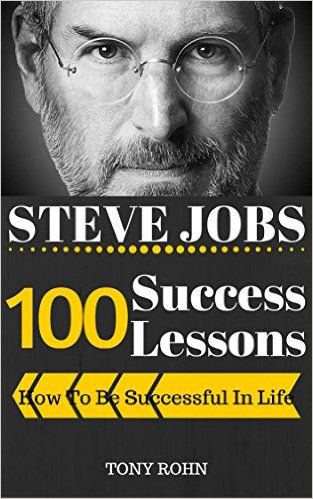 STEVE JOBS
100 Success
Lessons
How To Be Successful In Life
TONY ROHN